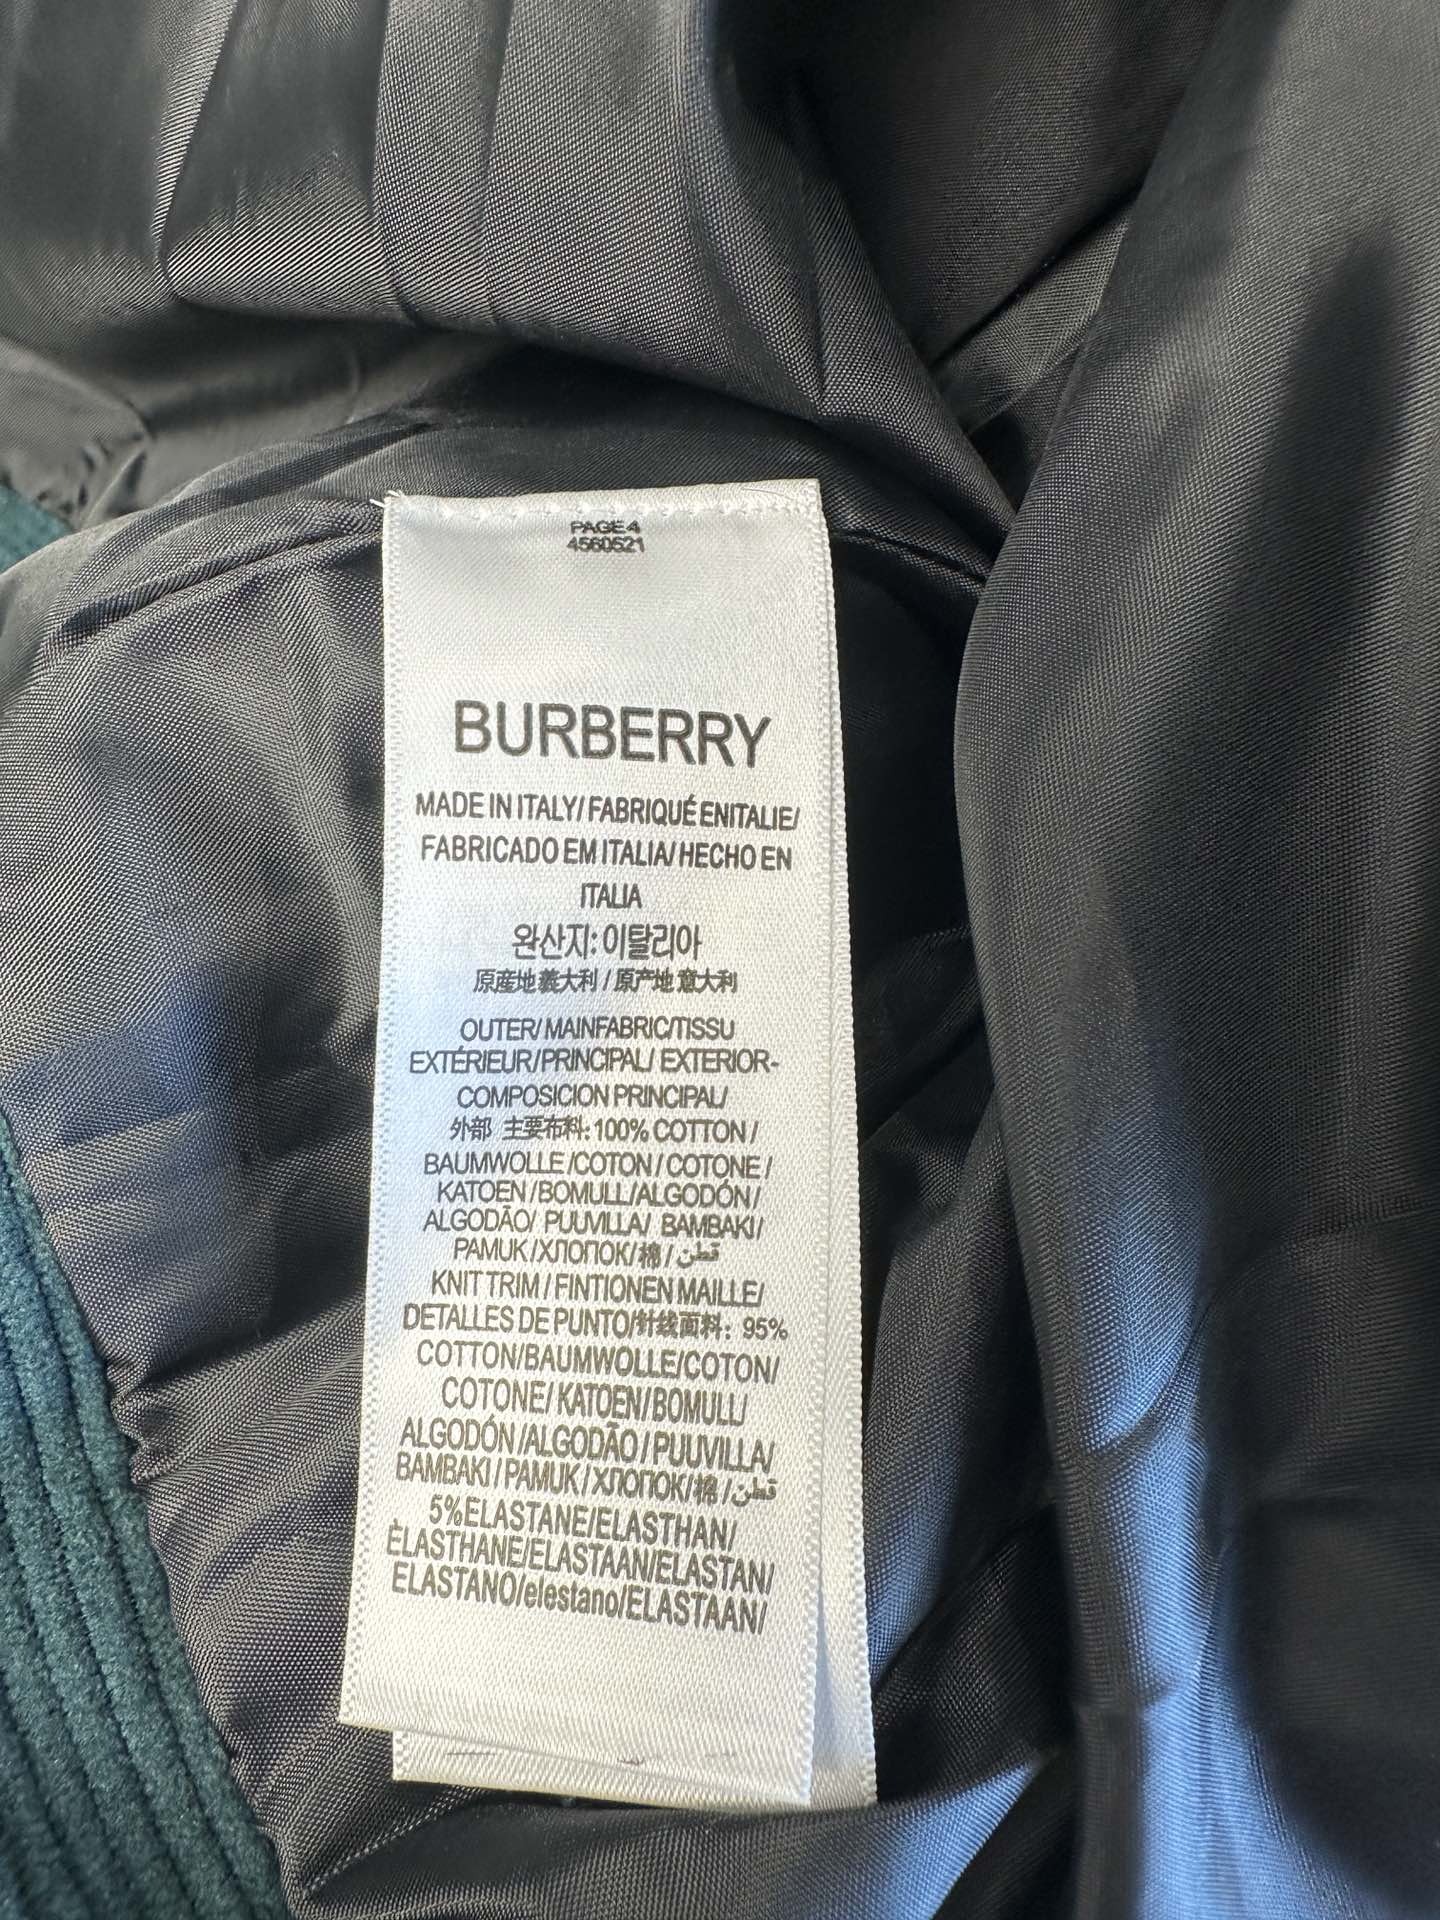 PAGE4
4560521
BURBERRY
MADE IN ITALY/ FABRIQUÉ ENITALIE/
FABRICADO EM ITALIA/ HECHO EN
ITALIA
완산지: 이탈리아
原産地 義大利 / 原产地 意大利
OUTER/ MAINFABRIC/TISSU
EXTÉRIEUR/PRINCIPAL/ EXTERIOR-
COMPOSICION PRINCIPAL/
外部 主要布料: 100% COTTON /
BAUMWOLLE /COTON / COTONE /
KATOEN /BOMULL/ALGODÓN/
ALGODÃO/ PUUVILLA/ BAMBAKI/
PAMUK /ХЛОПОК/棉 / قطن/
KNIT TRIM / FINTIONEN MAILLE/
DETALLES DE PUNTO/针线面料: 95%
COTTON/BAUMWOLLE/COTON/
COTONE/ KATOEN/BOMULL/
ALGODÓN /ALGODÃO / PUUVILLA/
BAMBAKI / PAMUK /ХЛОПОК/棉 / قطن/
5%ELASTANE/ELASTHAN/
ÉLASTHANE/ELASTAAN/ELASTAN/
ELASTANO/elestano/ELASTAAN/